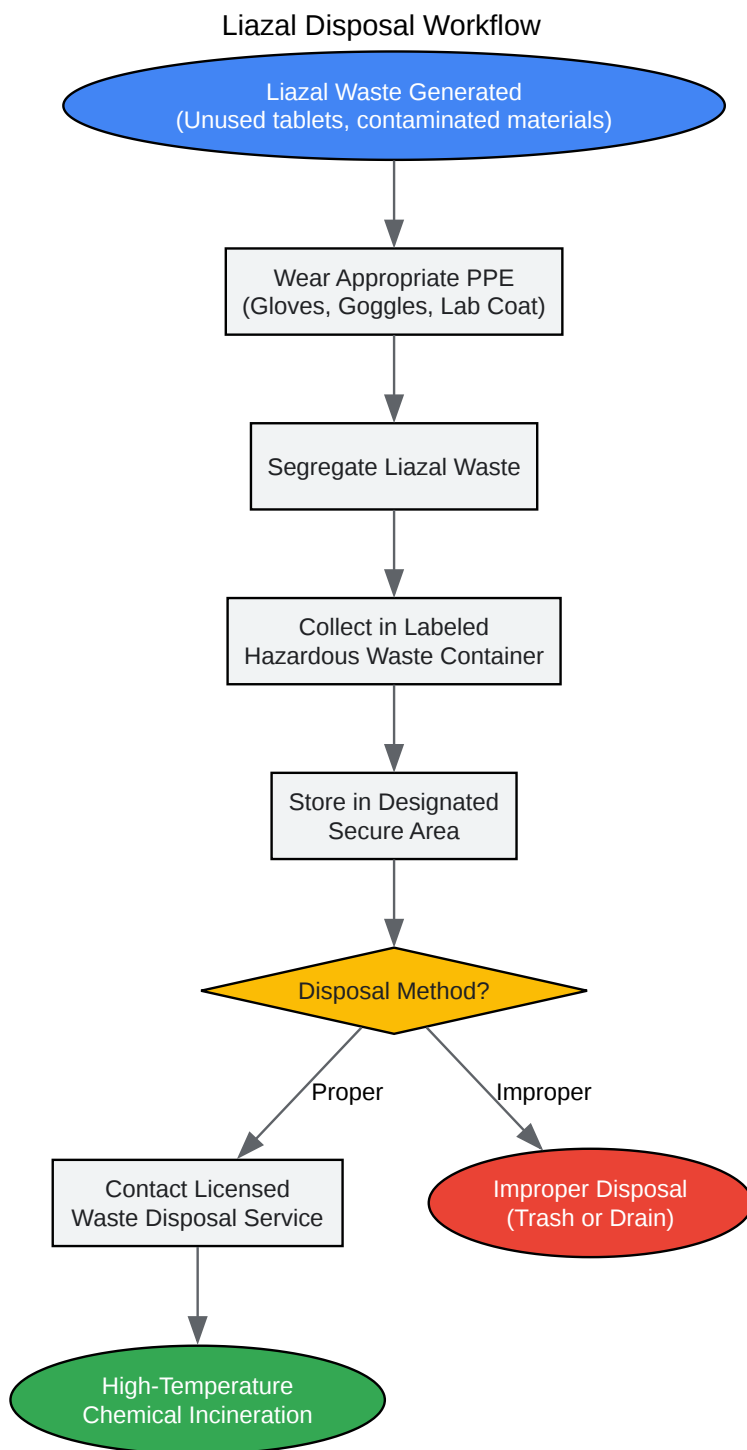 Liazal Disposal Workflow
Liazal Waste Generated
(Unused tablets, contaminated materials)
Wear Appropriate PPE
(Gloves, Goggles, Lab Coat)
Segregate Liazal Waste
Collect in Labeled
Hazardous Waste Container
Store in Designated
Secure Area
Disposal Method?
Proper
Improper
Contact Licensed
Waste Disposal Service
Improper Disposal
(Trash or Drain)
High-Temperature
Chemical Incineration